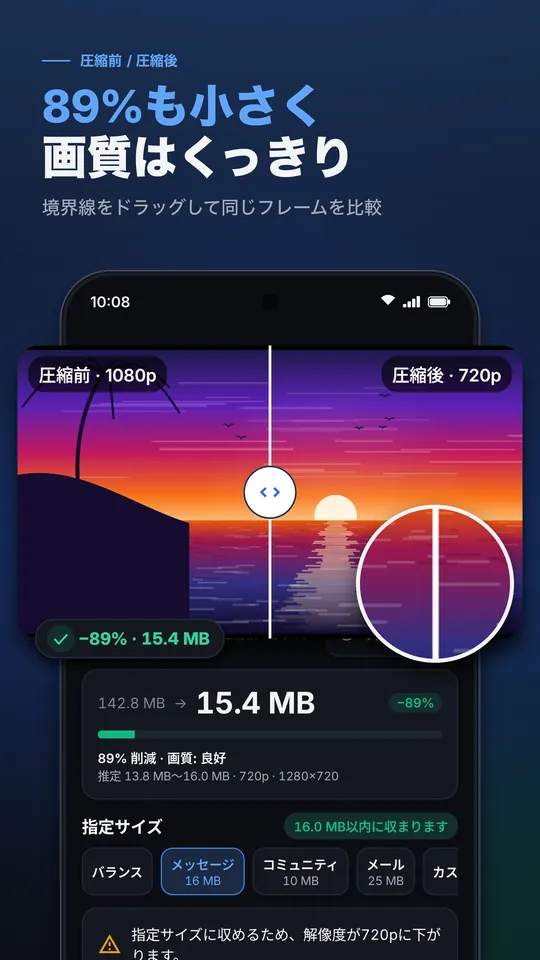 圧縮前 / 圧縮後
89%も小さく
画質はくっきり
境界線をドラッグして同じフレームを比較
10:08
圧縮前 · 1080p
圧縮後 · 720p
−89% · 15.4 MB
142.8 MB → 15.4 MB
−89%
89% 削減 · 画質: 良好
推定 13.8 MB〜16.0 MB · 720p · 1280×720
指定サイズ
16.0 MB以内に収まります
バランス
メッセージ
16 MB
コミュニティ
10 MB
メール
25 MB
カス
指定サイズに収めるため、解像度が720pに下が
ります。